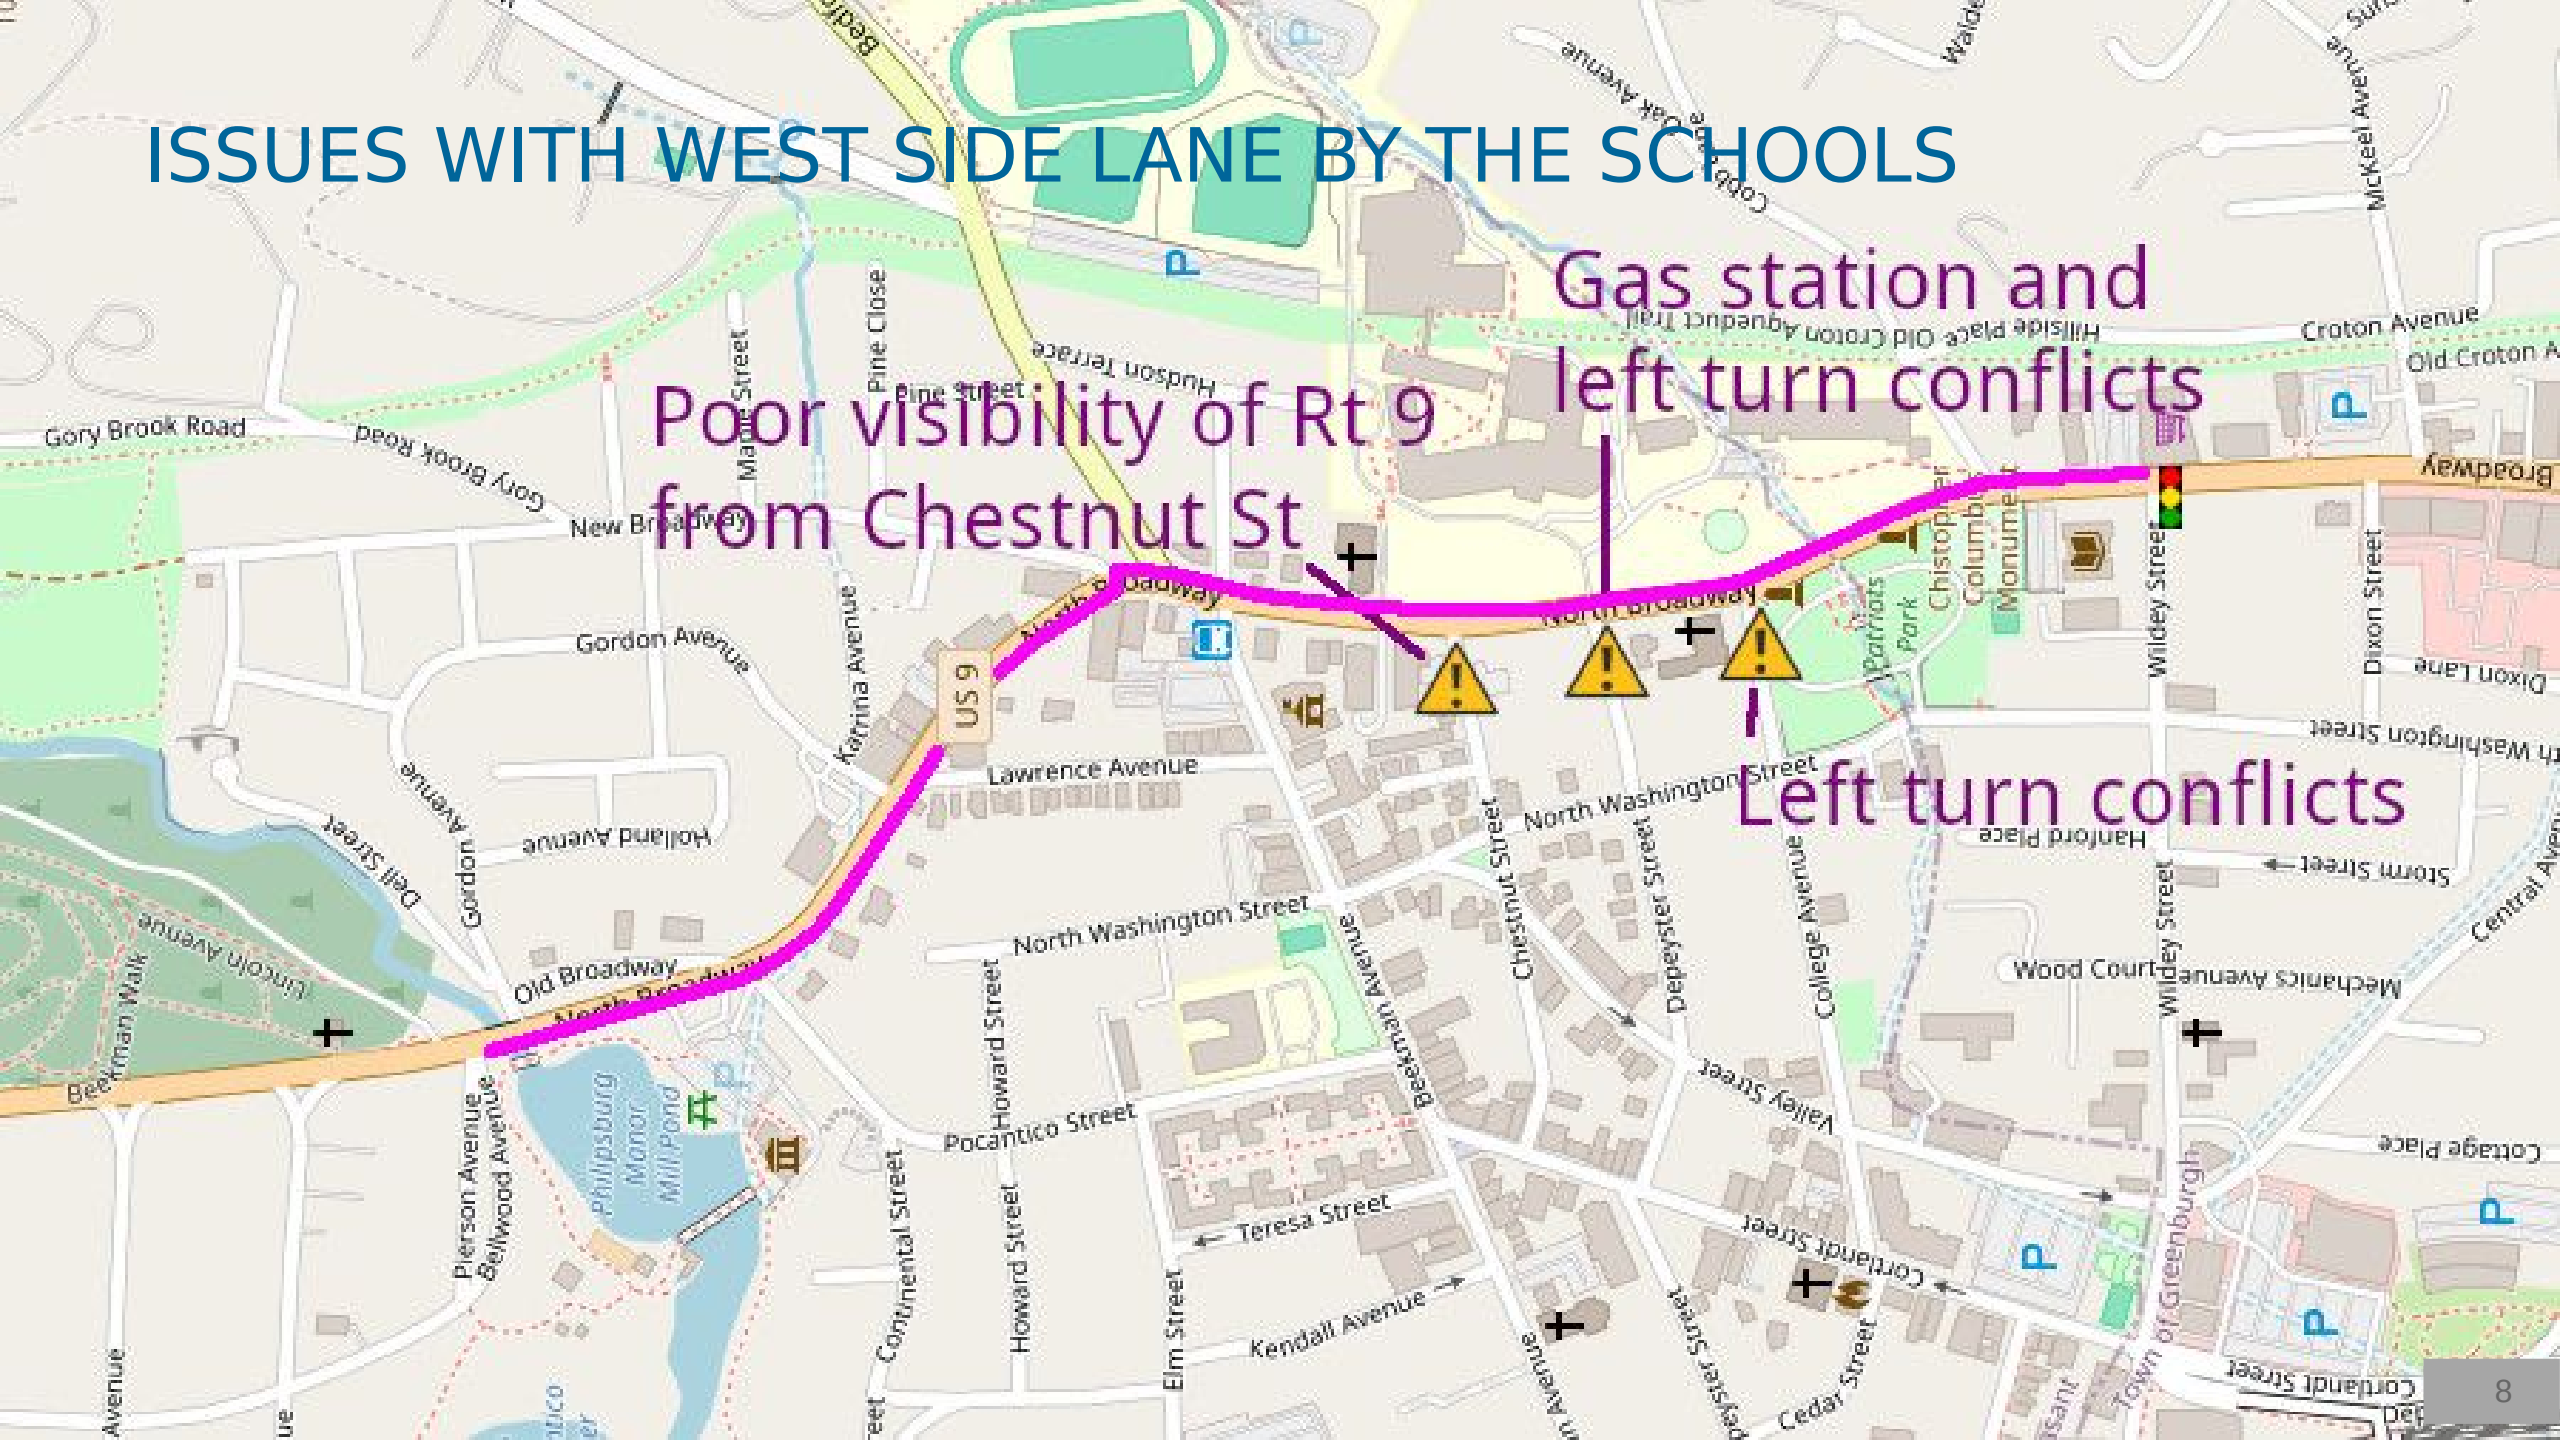 ISSUES WITH WEST SIDE LANE BY THE SCHOOLS
Gas station and
left turn conflicts
Poor visibility of Rt 9
from Chestnut St
Left turn conflicts
Oak Avenue
McKeel Avenue
Croton Avenue
Hillside Place
Old Croton Aqueduct Trail
Hudson Terrace
Pine Close
Pine Street
Maple Street
Gory Brook Road
Gory Brook Road
New Broadway
Broadway
North Broadway
North Broadway
North Broadway
US 9
Gordon Avenue
Gordon Avenue
Katrina Avenue
Holland Avenue
Dell Street
Old Broadway
Lincoln Avenue
Beekman Walk
Lawrence Avenue
North Washington Street
North Washington Street
Chestnut Street
Depeyster Street
College Avenue
Patriots
Park
Chistopher
Columbus
Monument
Wildey Street
Wildey Street
Dixon Street
Dixon Lane
Hanford Place
Storm Street
Wood Court
Mechanics Avenue
Cottage Place
Town of Greenburgh
Valley Street
Cortlandt Street
Cortlandt Street
Beekman Avenue
Pocantico Street
Howard Street
Howard Street
Continental Street
Elm Street
Teresa Street
Kendall Avenue
Cedar Street
Pierson Avenue
Bellwood Avenue
Philipsburg
Manor
Mill Pond
Avenue
P
P
P
P
P
P
8